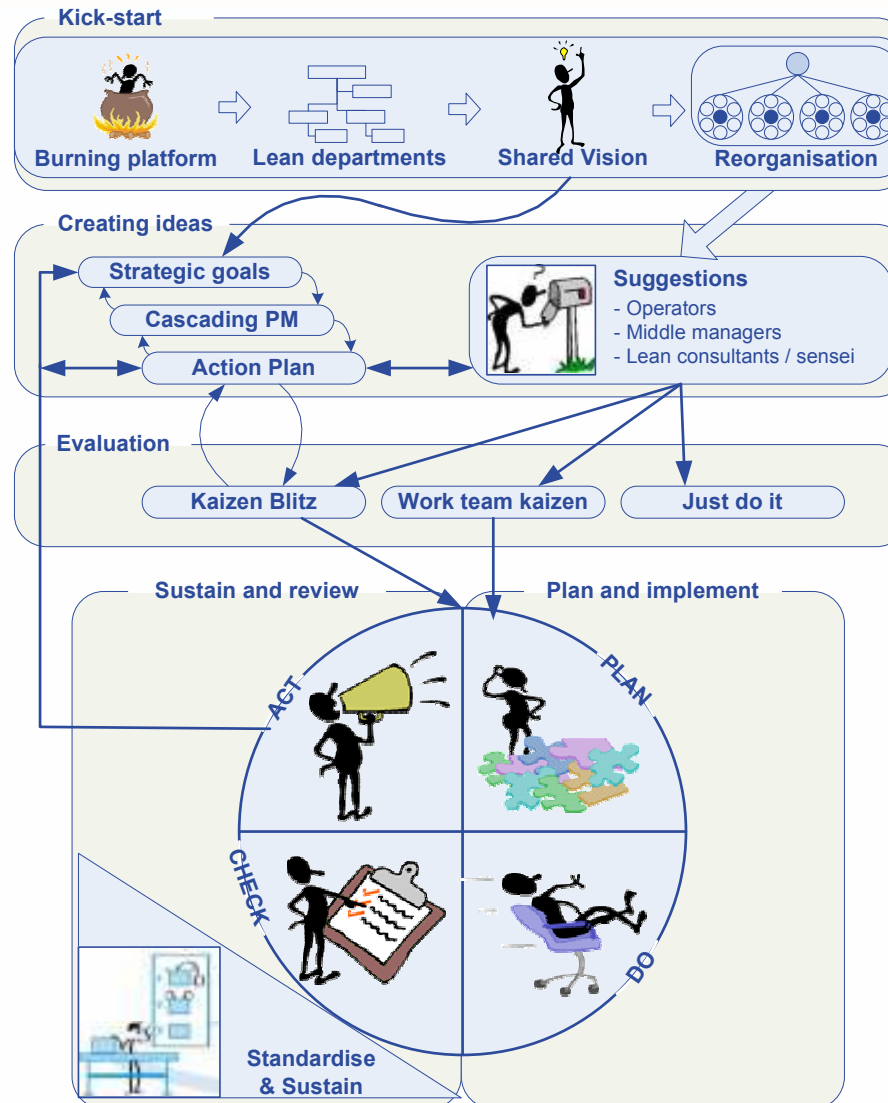 Kick-start
Burning platform
Lean departments
Shared Vision
Reorganisation
Creating ideas
Strategic goals
Cascading PM
Action Plan
Suggestions
- Operators
- Middle managers
- Lean consultants / sensei
Evaluation
Kaizen Blitz
Work team kaizen
Just do it
Sustain and review
Plan and implement
ACT
PLAN
CHECK
DO
Standardise
& Sustain